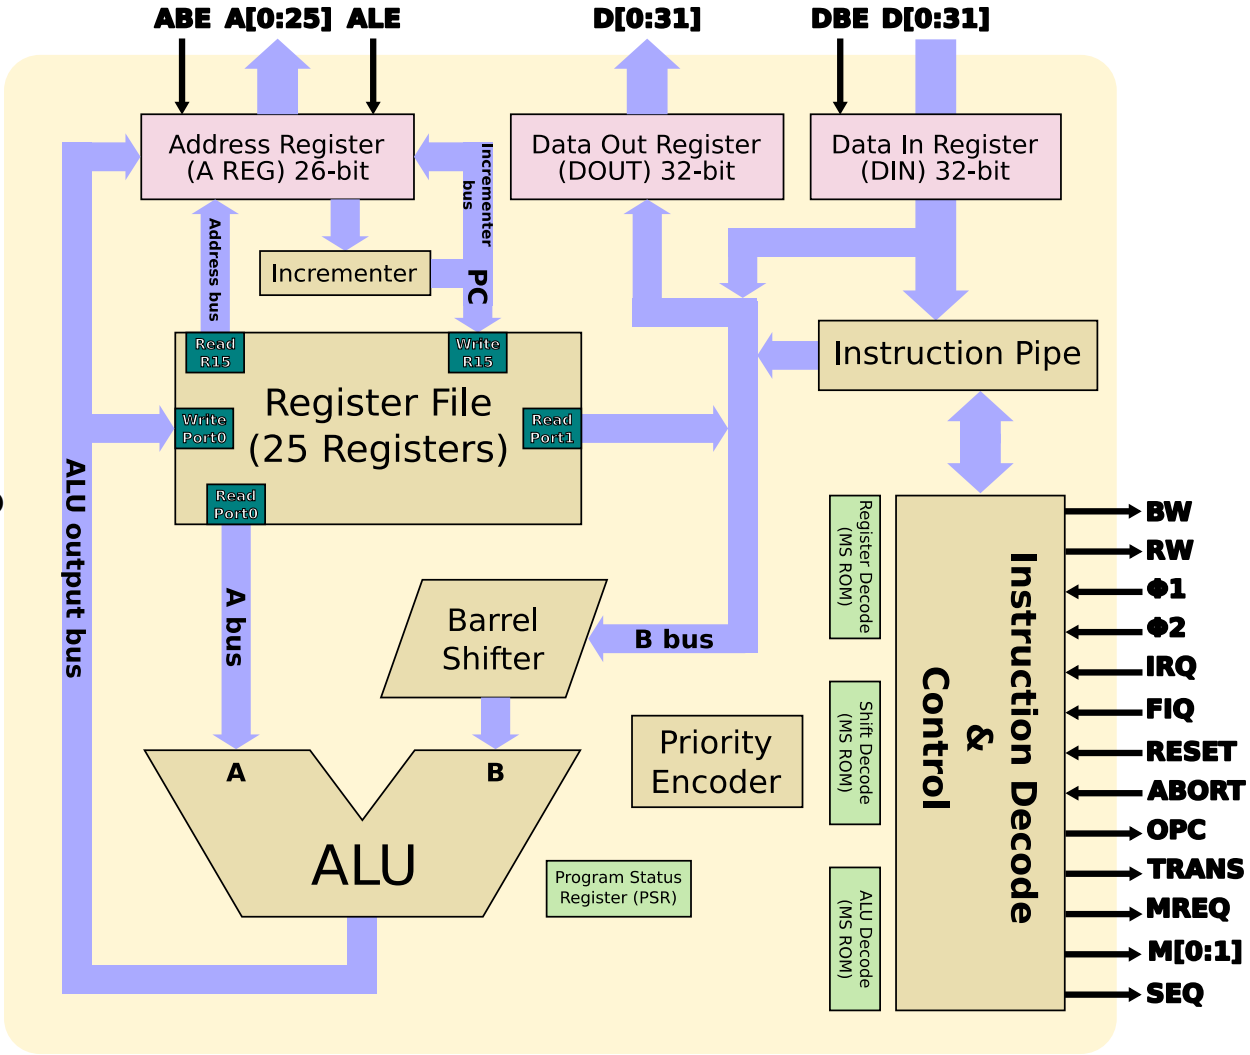 ABE A[0:25] ALE
D[0:31]
DBE D[0:31]
Address Register
(A REG) 26-bit
Data Out Register
(DOUT) 32-bit
Data In Register
(DIN) 32-bit
Incrementer
bus
Address bus
Incrementer
PC
Read
R15
Write
R15
Instruction Pipe
Register File
(25 Registers)
Write
Port0
Read
Port1
Read
Port0
ALU output bus
A bus
Barrel
Shifter
B bus
Priority
Encoder
A
B
ALU
Program Status
Register (PSR)
Register Decode
(MS ROM)
Shift Decode
(MS ROM)
ALU Decode
(MS ROM)
Instruction Decode
&
Control
BW
RW
Φ1
Φ2
IRQ
FIQ
RESET
ABORT
OPC
TRANS
MREQ
M[0:1]
SEQ